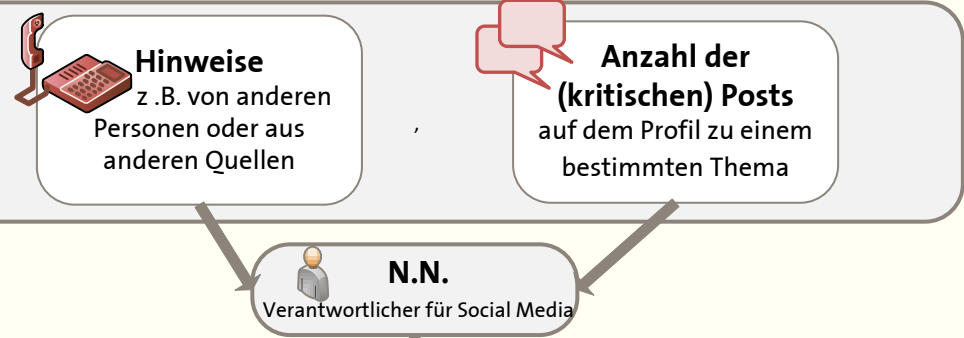 Hinweise
z .B. von anderen
Personen oder aus
anderen Quellen
,
Anzahl der
(kritischen) Posts
auf dem Profil zu einem
bestimmten Thema
N.N.
Verantwortlicher für Social Media